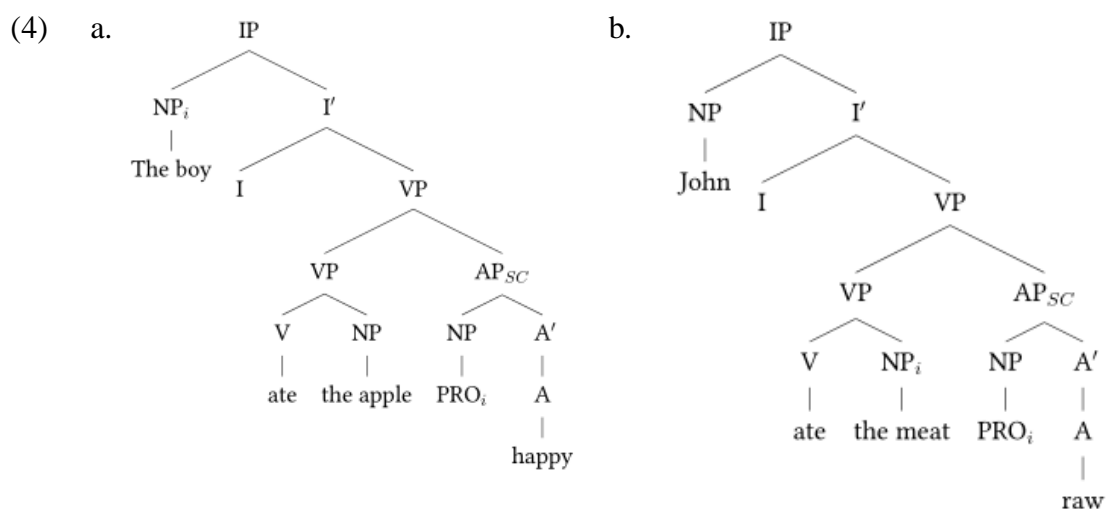 (4) a. IP b. IP
NP_i I′ NP I′
The boy I VP John I VP
VP AP_SC VP AP_SC
V NP NP A′ V NP_i NP A′
ate the apple PRO_i A ate the meat PRO_i A
happy raw